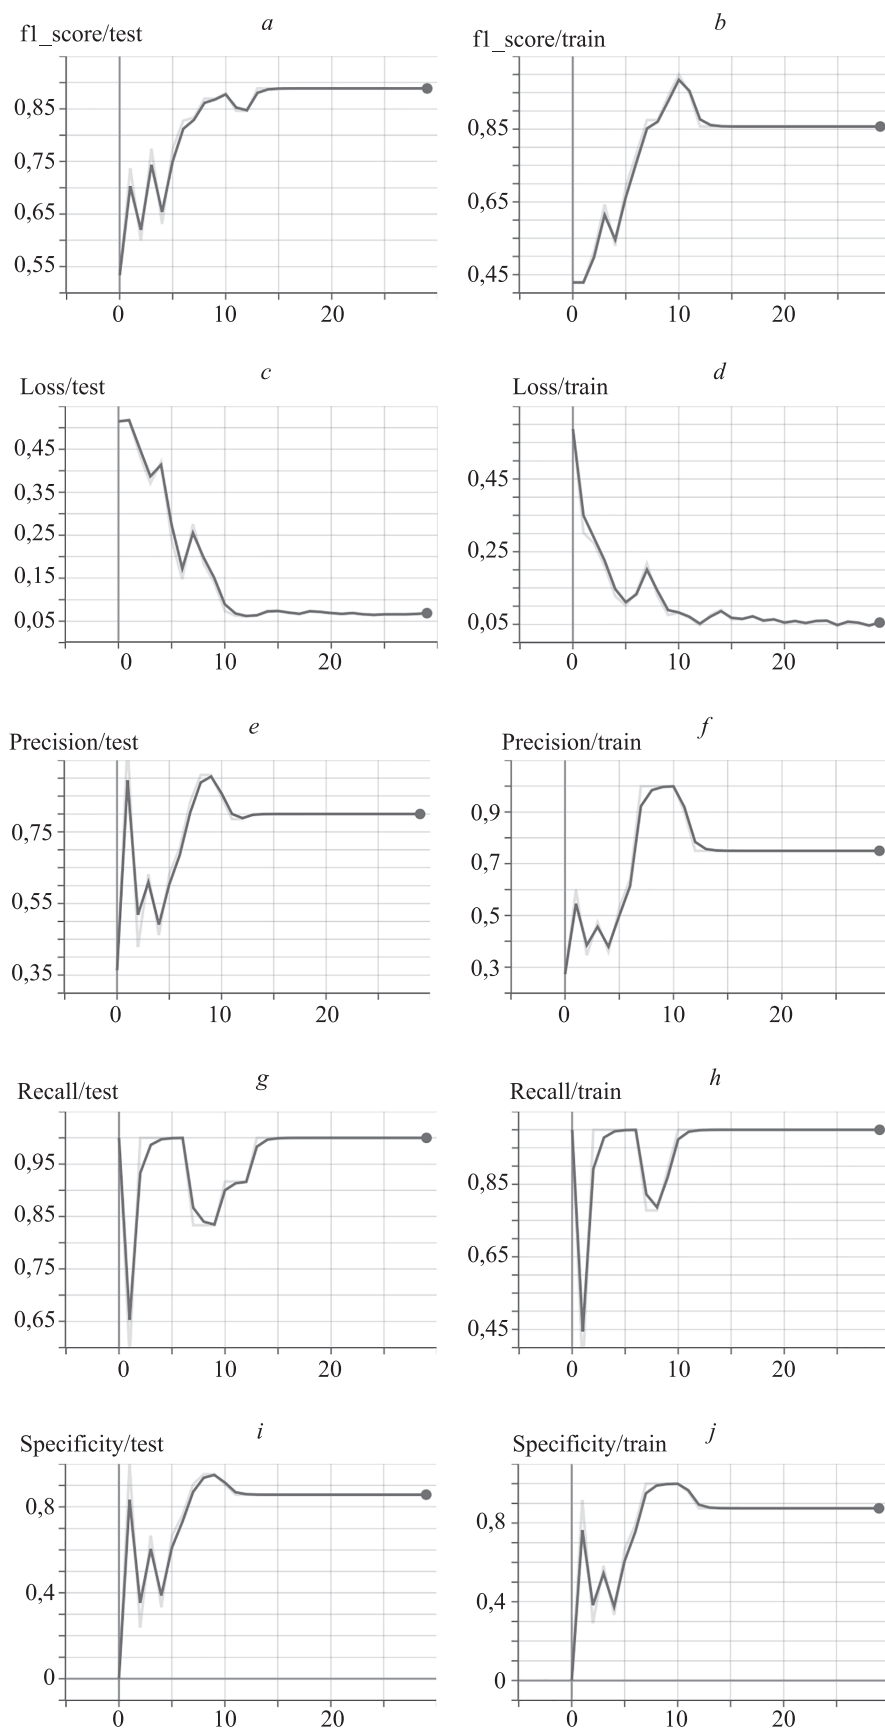 a b
f1_score/test f1_score/train
0,85 0,85
0,75 0,65
0,65 0,45
0,55
0 10 20 0 10 20
c d
Loss/test Loss/train
0,45 0,45
0,35 0,25
0,25 0,05
0,15
0,05
0 10 20 0 10 20
e f
Precision/test Precision/train
0,75 0,9
0,55 0,7
0,35 0,5
0,3
0 10 20 0 10 20
g h
Recall/test Recall/train
0,95 0,85
0,85 0,65
0,75 0,45
0,65
0 10 20 0 10 20
i j
Specificity/test Specificity/train
0,8 0,8
0,4 0,4
0 0
0 10 20 0 10 20